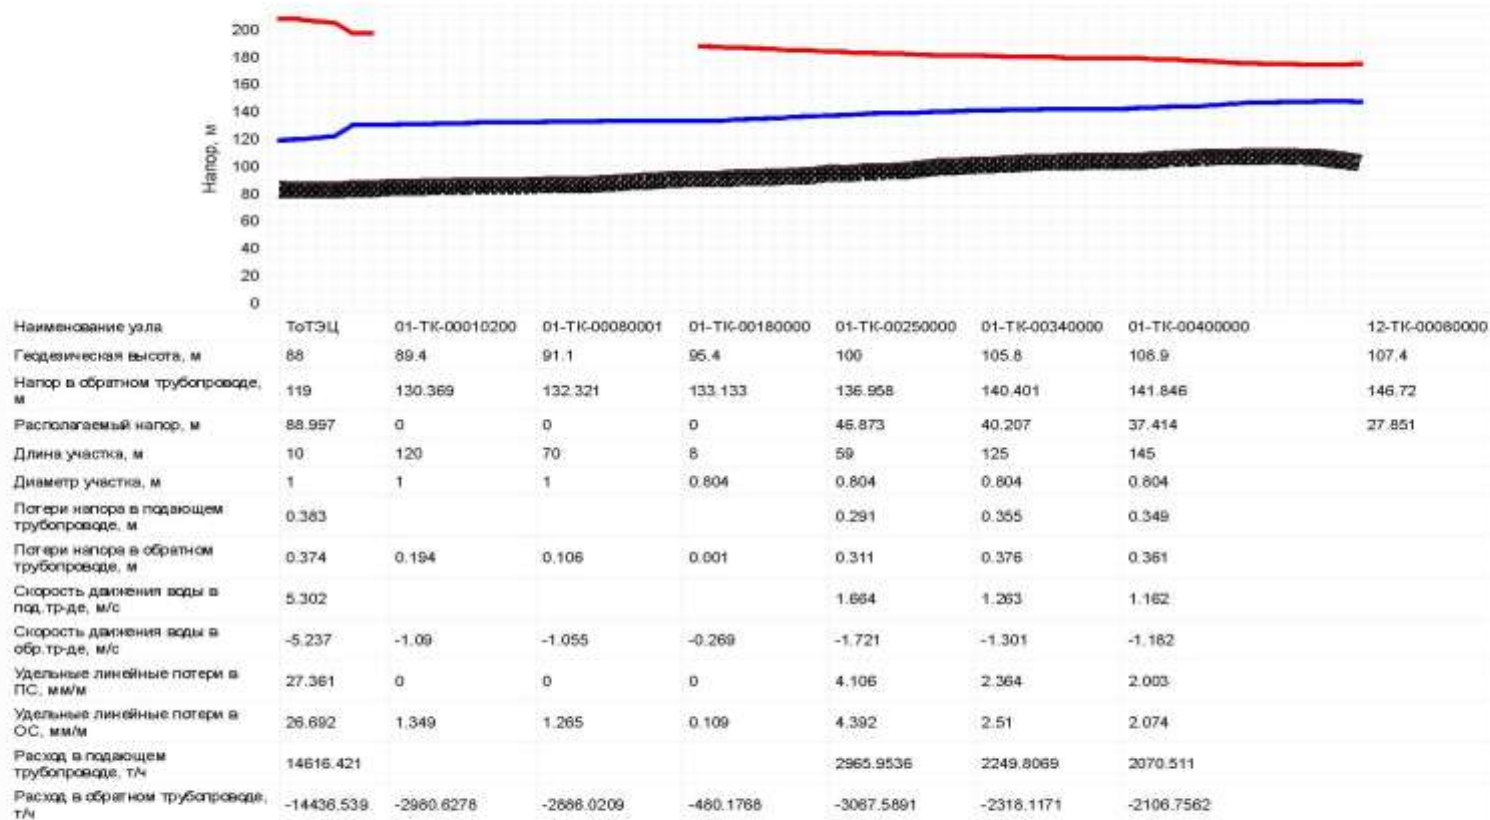 200
180
160
140
120
100
80
60
40
20
0
Напор, м
Наименование узла ТоТЭЦ 01-ТК-00010200 01-ТК-00080001 01-ТК-00180000 01-ТК-00250000 01-ТК-00340000 01-ТК-00400000 12-ТК-00080000
Геодезическая высота, м 88 89.4 91.1 95.4 100 105.8 108.9 107.4
Напор в обратном трубопроводе,
м 119 130.369 132.321 133.133 136.958 140.401 141.846 146.72
Располагаемый напор, м 88.997 0 0 0 46.873 40.207 37.414 27.851
Длина участка, м 10 120 70 8 59 125 145
Диаметр участка, м 1 1 1 0.804 0.804 0.804 0.804
Потери напора в подающем
трубопроводе, м 0.383 0.291 0.355 0.349
Потери напора в обратном
трубопроводе, м 0.374 0.194 0.106 0.001 0.311 0.376 0.361
Скорость движения воды в
под.тр-де, м/с 5.302 1.664 1.263 1.162
Скорость движения воды в
обр.тр-де, м/с -5.237 -1.09 -1.055 -0.269 -1.721 -1.301 -1.182
Удельные линейные потери в
ПС, мм/м 27.361 0 0 0 4.106 2.364 2.003
Удельные линейные потери в
ОС, мм/м 26.692 1.349 1.265 0.109 4.392 2.51 2.074
Расход в подающем
трубопроводе, т/ч 14616.421 2965.9536 2249.8069 2070.511
Расход в обратном трубопроводе,
т/ч -14436.539 -2980.6278 -2886.0209 -480.1768 -3067.5891 -2318.1171 -2106.7562